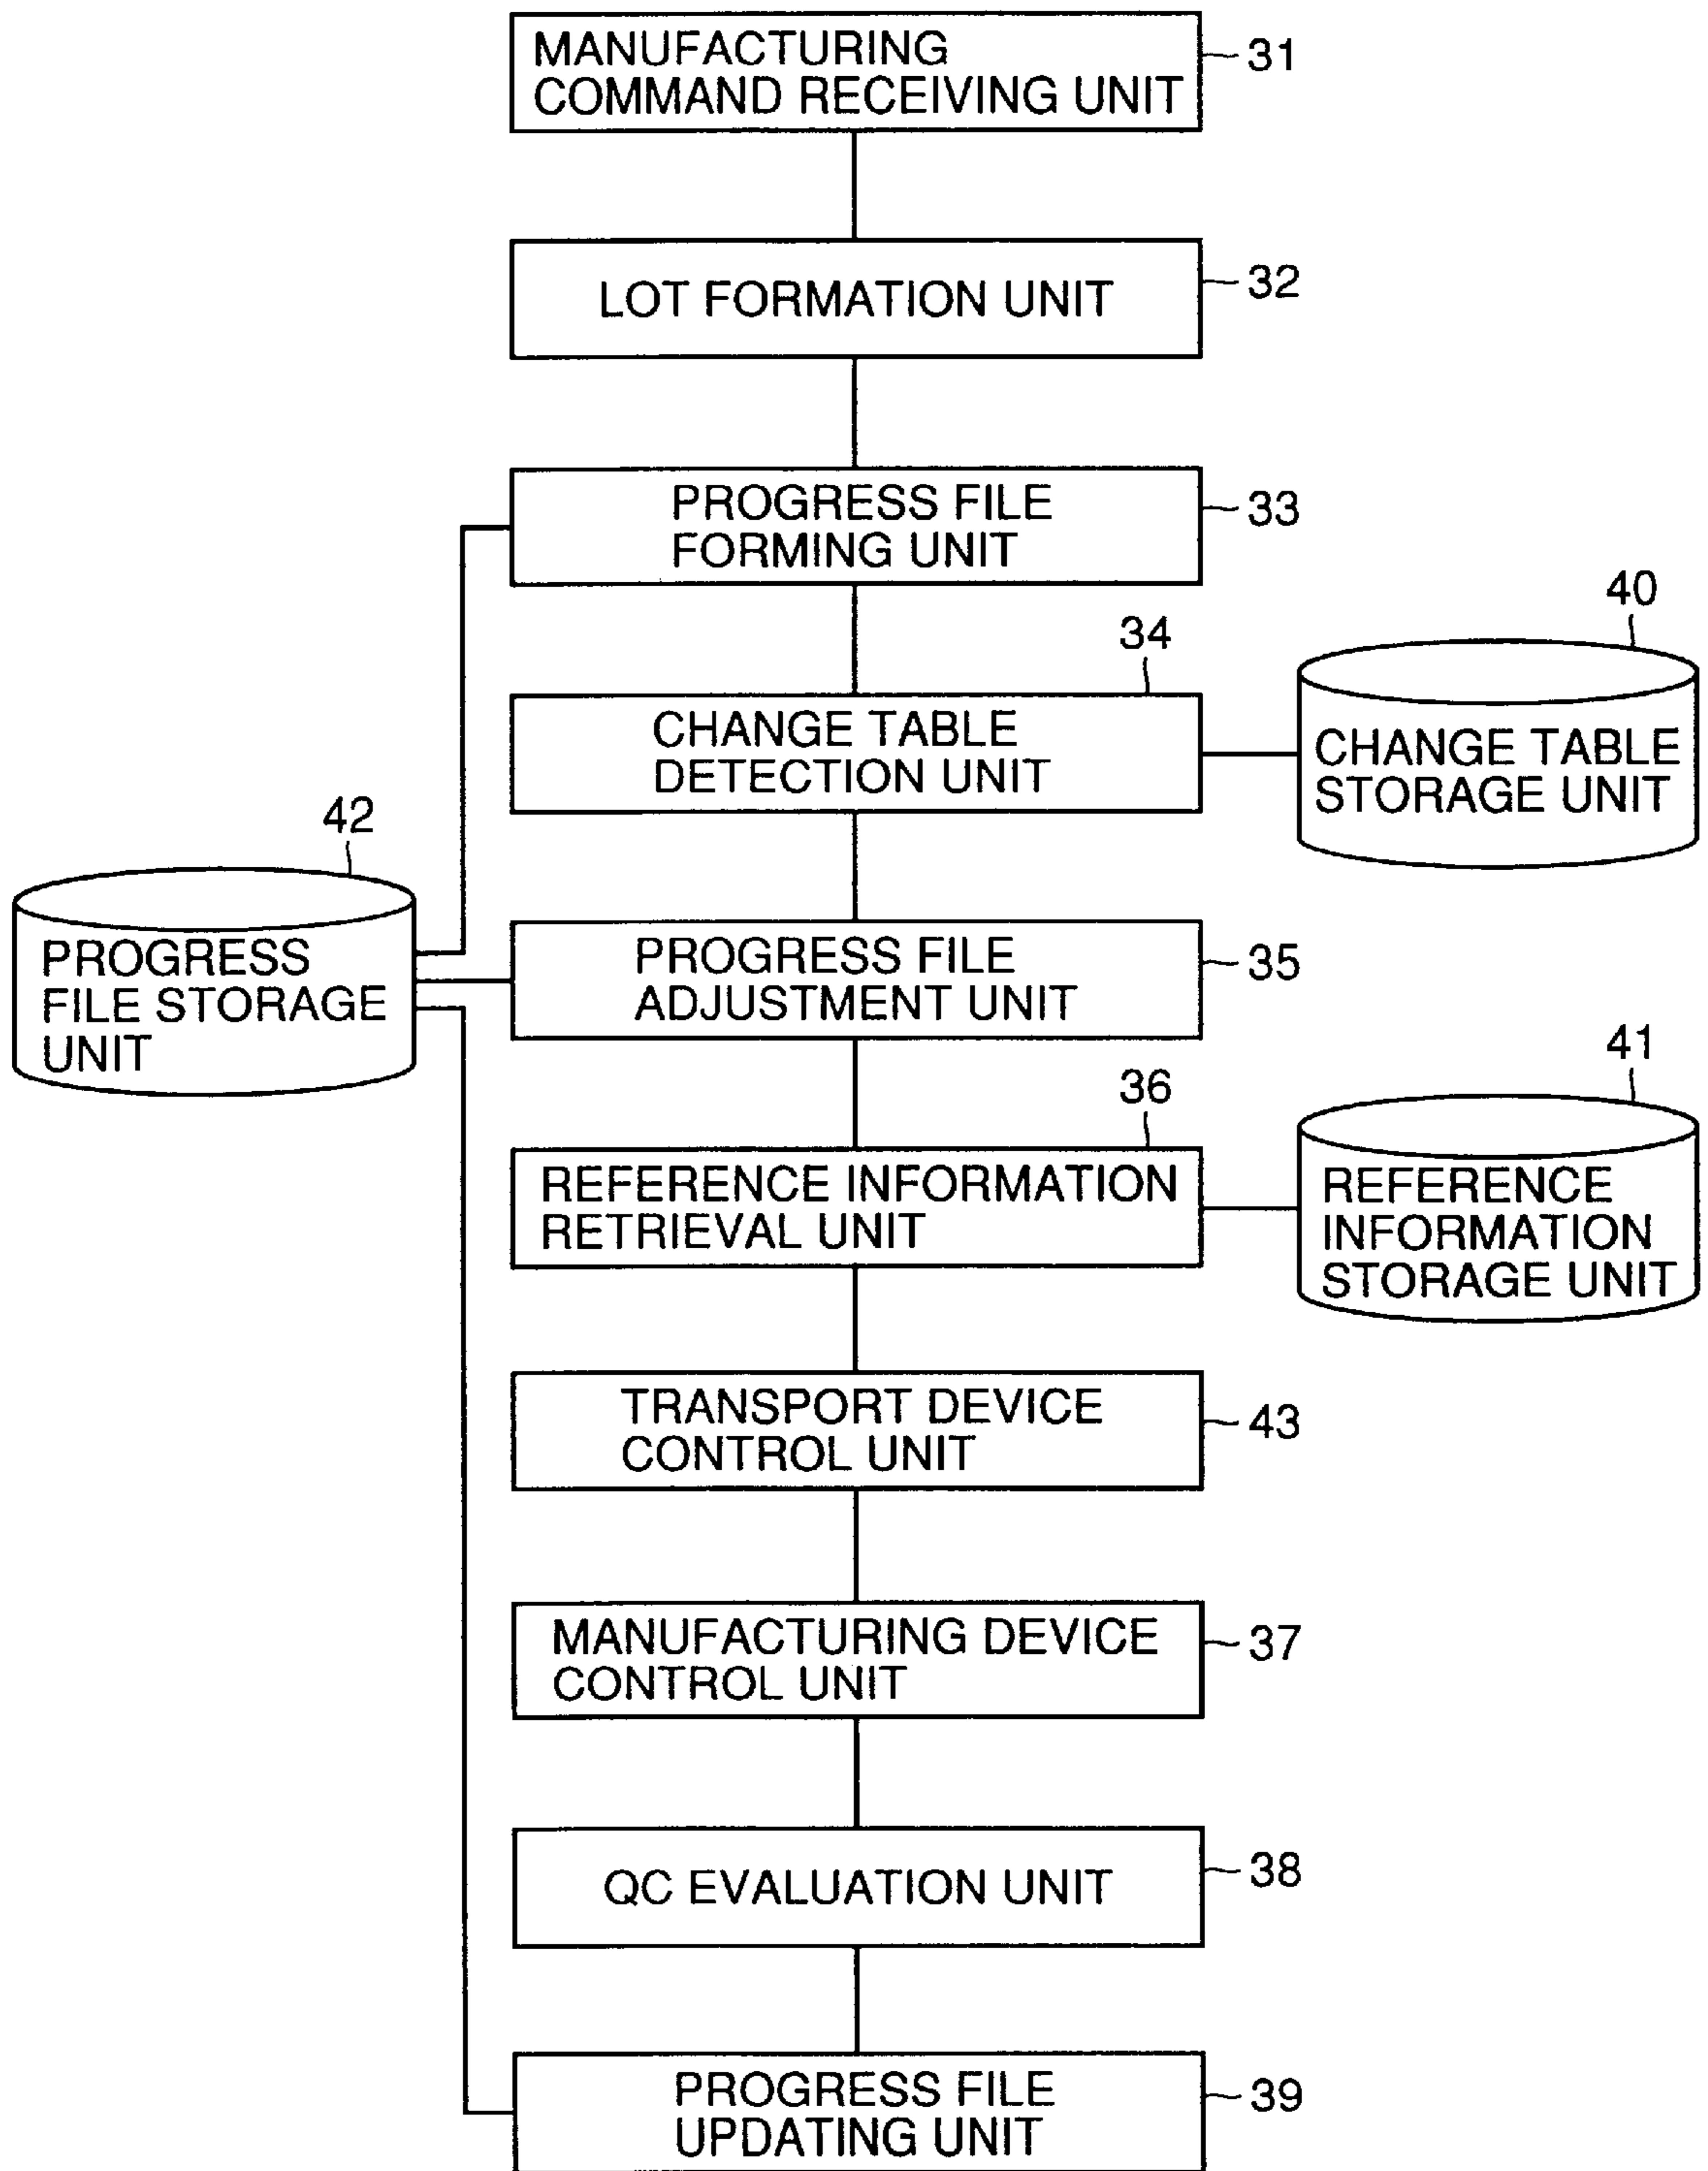 MANUFACTURING
COMMAND RECEIVING UNIT
31
LOT FORMATION UNIT
32
PROGRESS FILE
FORMING UNIT
33
34
CHANGE TABLE
DETECTION UNIT
40
CHANGE TABLE
STORAGE UNIT
42
PROGRESS
FILE STORAGE
UNIT
PROGRESS FILE
ADJUSTMENT UNIT
35
36
REFERENCE INFORMATION
RETRIEVAL UNIT
41
REFERENCE
INFORMATION
STORAGE UNIT
TRANSPORT DEVICE
CONTROL UNIT
43
MANUFACTURING DEVICE
CONTROL UNIT
37
QC EVALUATION UNIT
38
PROGRESS FILE
UPDATING UNIT
39